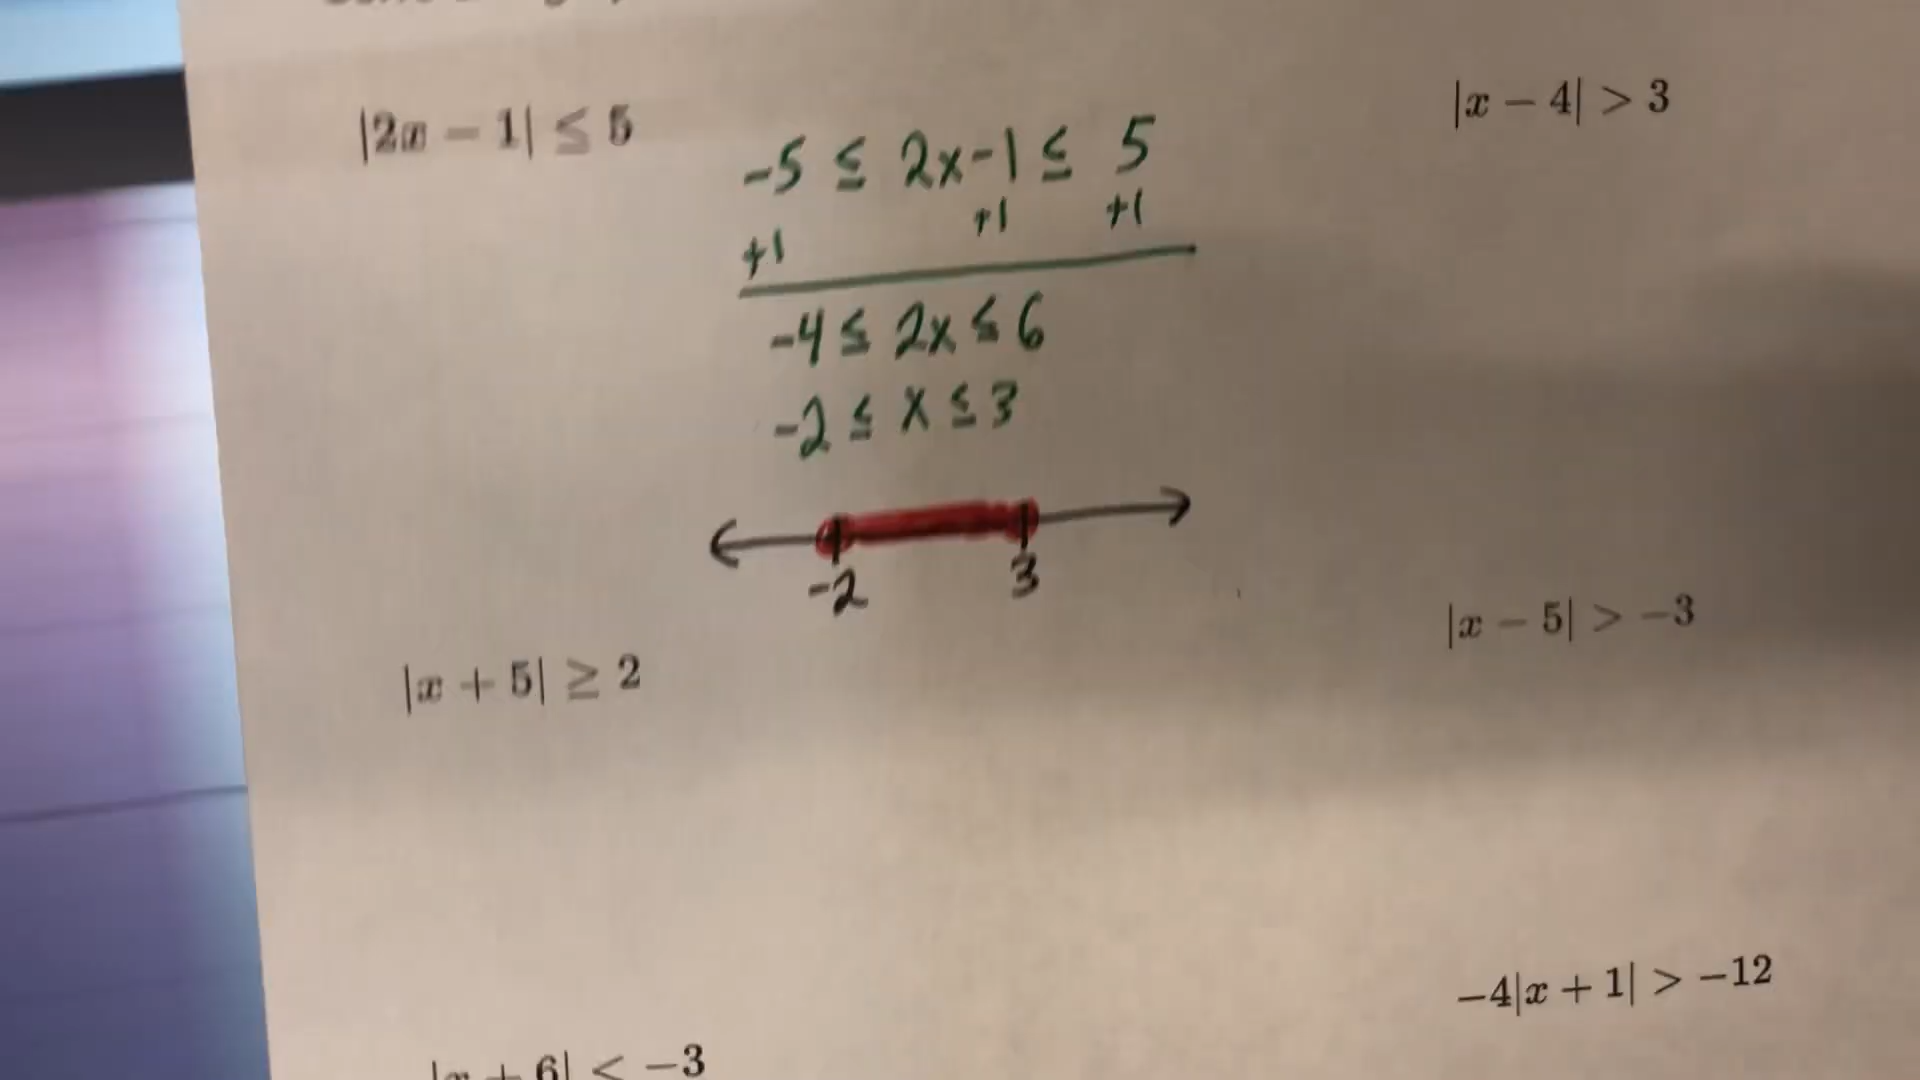 |2x − 1| ≤ 5
-5 ≤ 2x-1 ≤ 5
+1 +1 +1
-4 ≤ 2x ≤ 6
-2 ≤ x ≤ 3
-2 3
|x − 4| > 3
|x + 5| ≥ 2
|x − 5| > −3
|x + 6| < −3
−4|x + 1| > −12